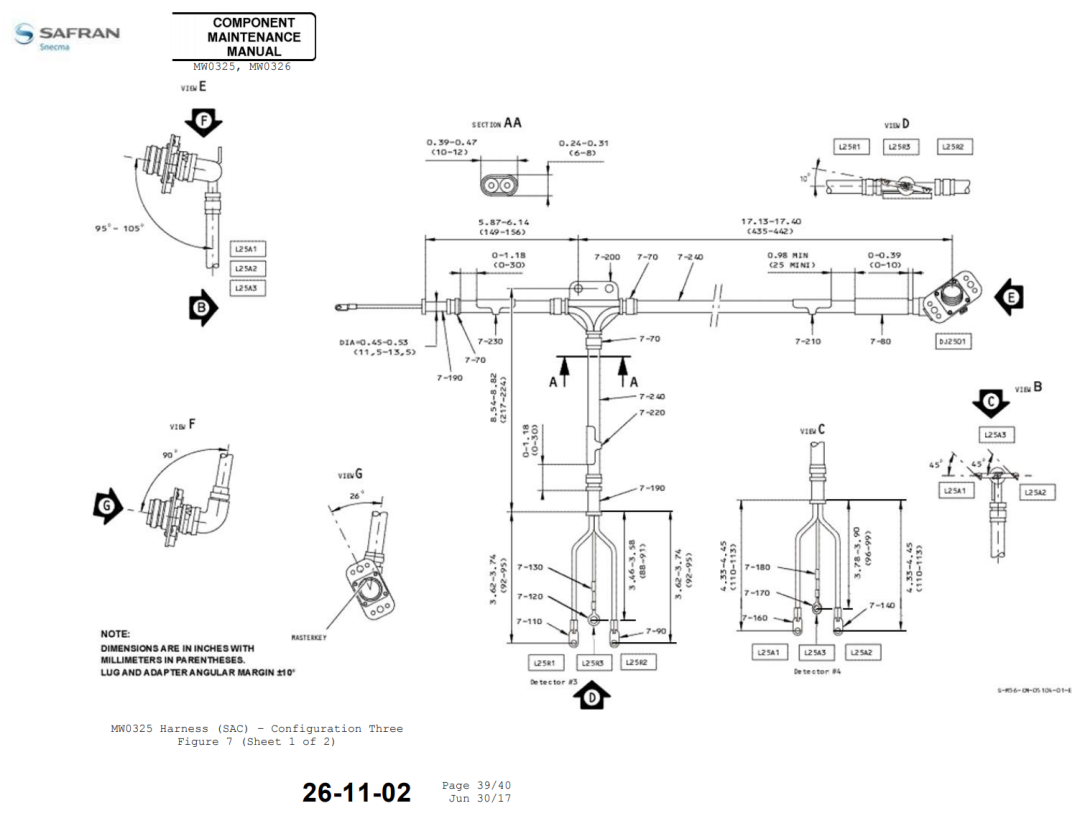 SAFRAN
Snecma
COMPONENT
MAINTENANCE
MANUAL
MW0325, MW0326
VIEW E
F
95°- 105°
L25A1
L25A2
L25A3
B
SECTION AA
0.39-0.47
(10-12)
0.24-0.31
(6-8)
VIEW D
L25R1
L25R3
L25R2
10°
5.87-6.14
(149-156)
17.13-17.40
(435-442)
0-1.18
(0-30)
7-200
7-70
7-240
0.98 MIN
(25 MINI)
0-0.39
(0-10)
E
DIA=0.45-0.53
(11,5-13,5)
7-230
7-70
7-190
7-70
7-210
7-80
DJ2501
A
A
8.54-8.82
(217-224)
7-240
7-220
0-1.18
(0-30)
7-190
VIEW B
C
L25A3
45°
45°
L25A1
L25A2
VIEW F
90°
G
VIEW G
26°
MASTERKEY
VIEW C
3.62-3.74
(92-95)
7-130
7-120
7-110
3.46-3.58
(88-91)
3.62-3.74
(92-95)
7-90
L25R1
L25R3
L25R2
Detector #3
D
4.33-4.45
(110-113)
7-180
7-170
7-160
3.78-3.90
(96-99)
7-140
4.33-4.45
(110-113)
L25A1
L25A3
L25A2
Detector #4
NOTE:
DIMENSIONS ARE IN INCHES WITH
MILLIMETERS IN PARENTHESES.
LUG AND ADAPTER ANGULAR MARGIN ±10°
MW0325 Harness (SAC) - Configuration Three
Figure 7 (Sheet 1 of 2)
26-11-02
Page 39/40
Jun 30/17